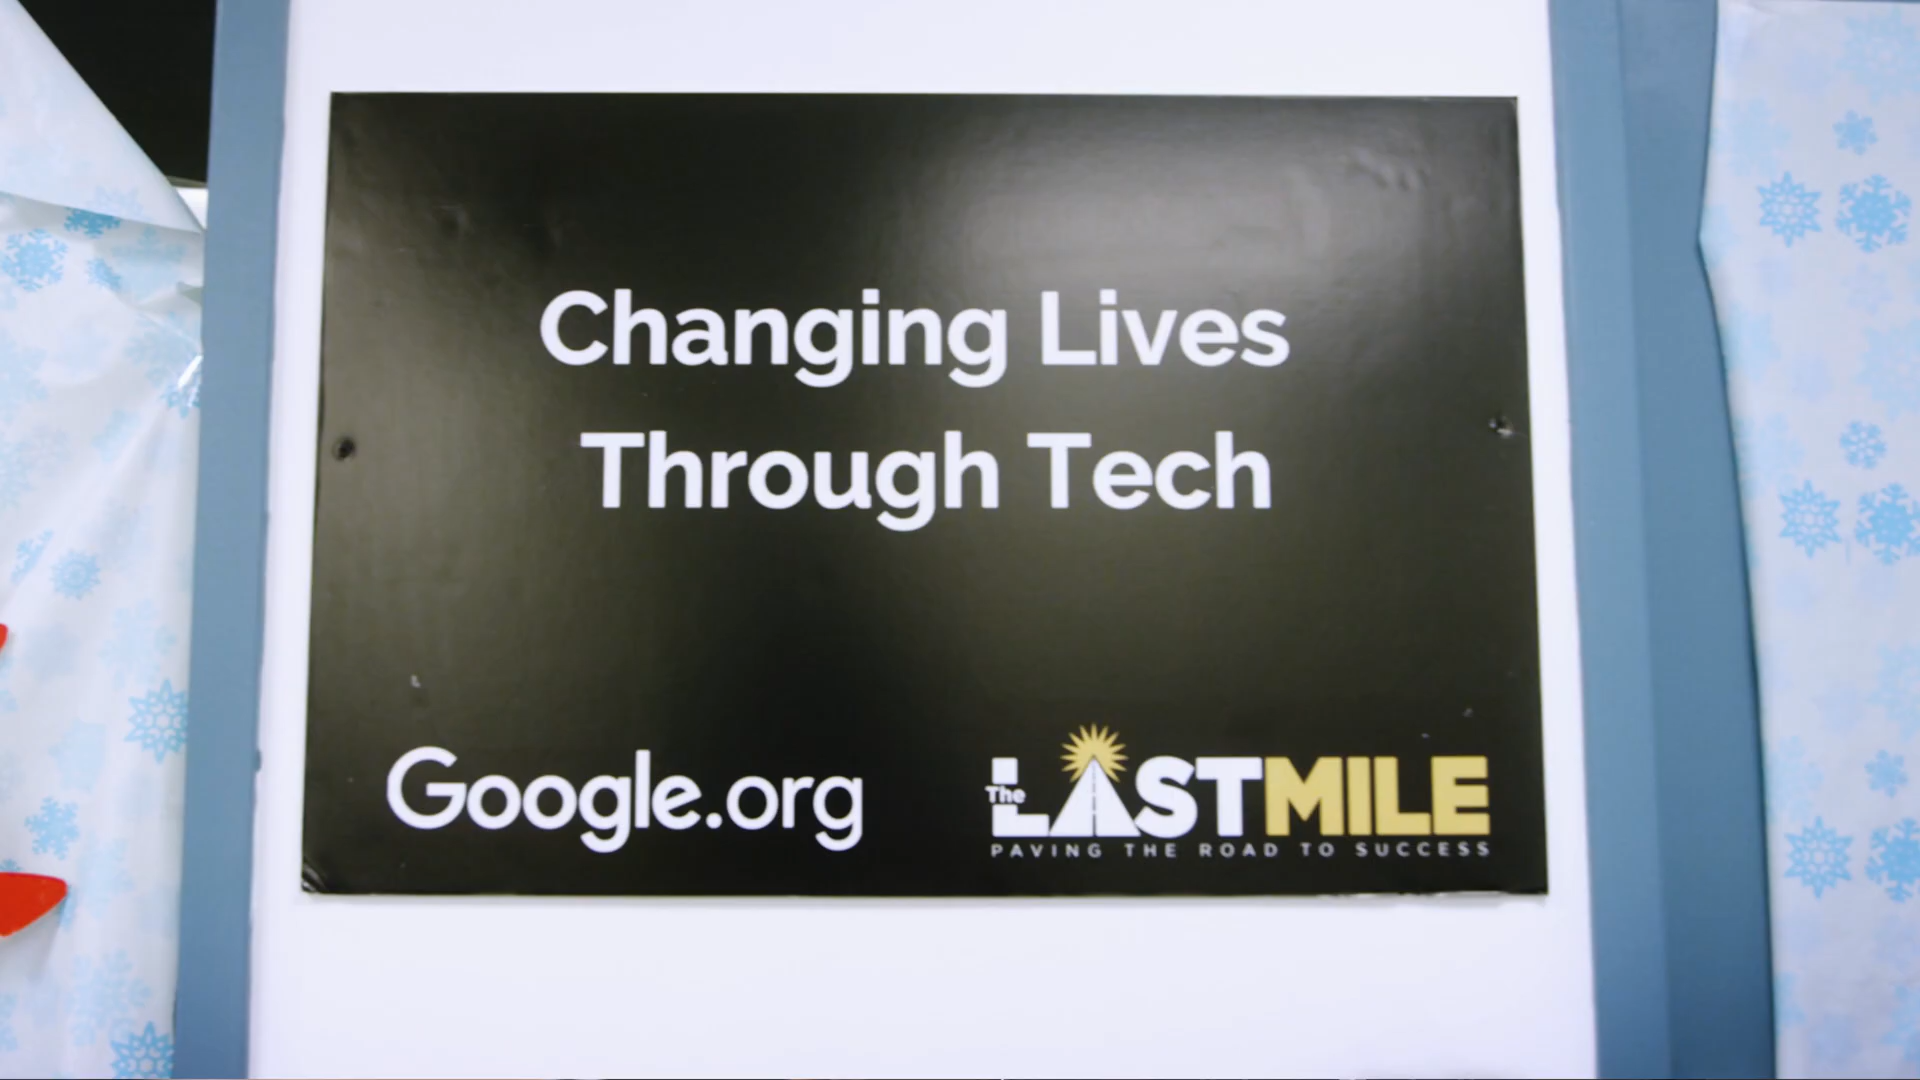 Changing Lives
Through Tech
Google.org
The LASTMILE
PAVING THE ROAD TO SUCCESS